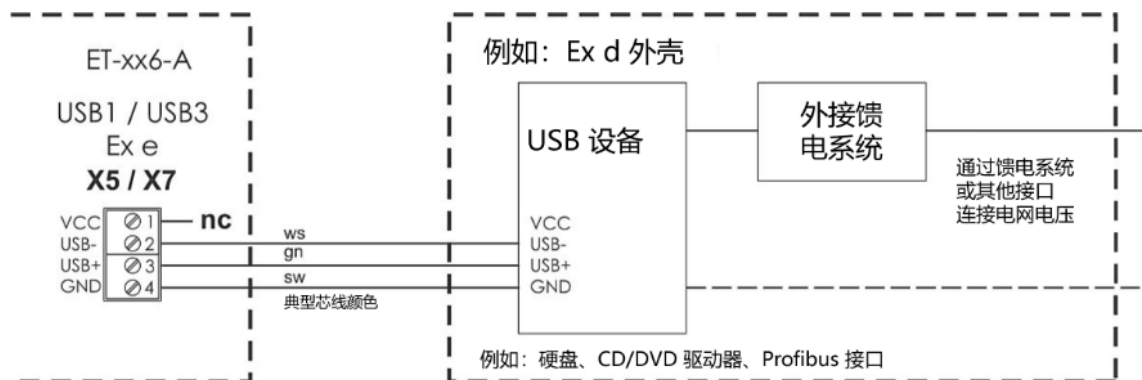 ET-xx6-A
USB1 / USB3
Ex e
X5 / X7
VCC 1 nc
USB- 2
USB+ 3
GND 4
ws
gn
sw
典型芯线颜色
例如：Ex d 外壳
USB 设备
VCC
USB-
USB+
GND
外接馈
电系统
通过馈电系统
或其他接口
连接电网电压
例如：硬盘、CD/DVD 驱动器、Profibus 接口